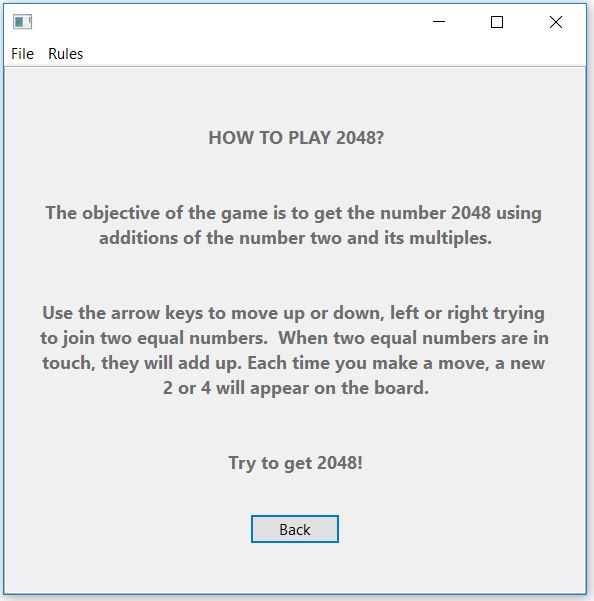 File Rules
HOW TO PLAY 2048?
The objective of the game is to get the number 2048 using
additions of the number two and its multiples.
Use the arrow keys to move up or down, left or right trying
to join two equal numbers.  When two equal numbers are in
touch, they will add up. Each time you make a move, a new
2 or 4 will appear on the board.
Try to get 2048!
Back